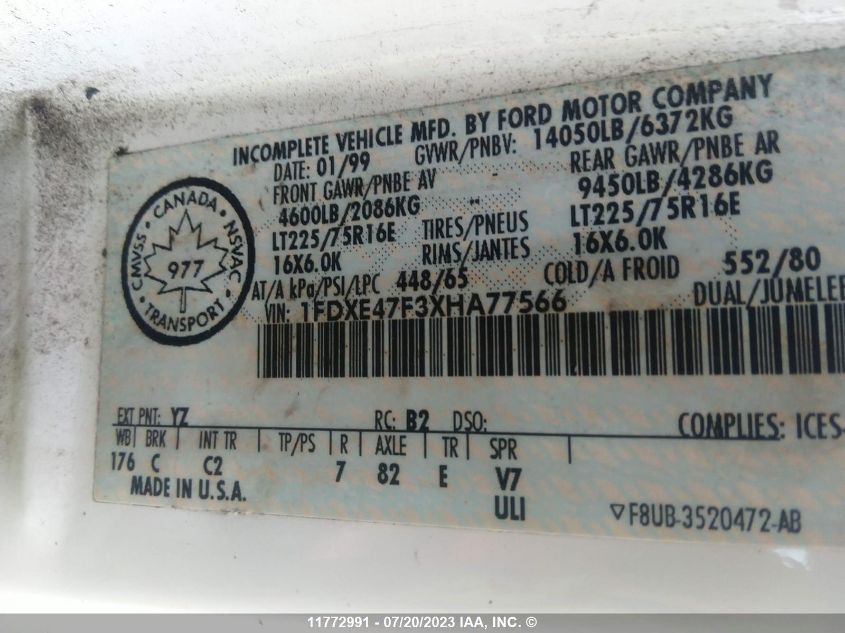 INCOMPLETE VEHICLE MFD. BY FORD MOTOR COMPANY
DATE: 01/99 GVWR/PNBV: 14050LB/6372KG
FRONT GAWR/PNBE AV REAR GAWR/PNBE AR
4600LB/2086KG 9450LB/4286KG
LT225/75R16E TIRES/PNEUS LT225/75R16E
16X6.0K RIMS/JANTES 16X6.0K
AT/A kPa/PSI/LPC 448/65 COLD/A FROID 552/80
VIN: 1FDXE47F3XHA77566 DUAL/JUMELEE
CMVSS · CANADA · NSVAC
977
· TRANSPORT ·
EXT PNT: YZ RC: B2 DSO: COMPLIES: ICES-
WB BRK INT TR TP/PS R AXLE TR SPR
176 C C2 7 82 E V7
MADE IN U.S.A. ULI
▽F8UB-3520472-AB
11772991 - 07/20/2023 IAA, INC. ©